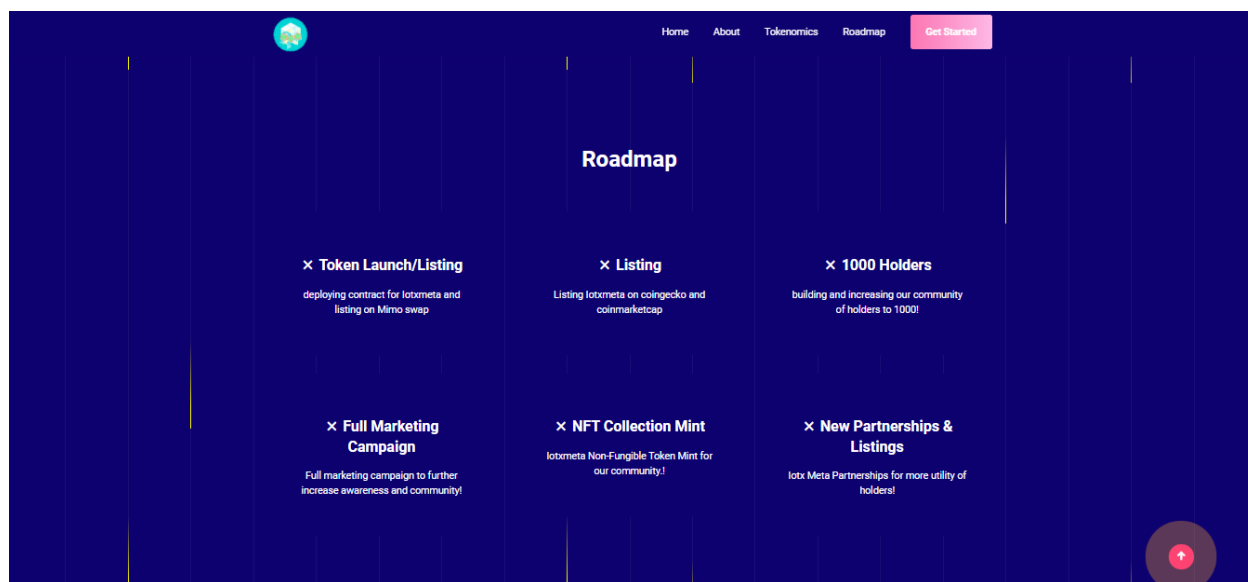 Home About Tokenomics Roadmap Get Started
Roadmap
× Token Launch/Listing
deploying contract for Iotxmeta and
listing on Mimo swap
× Listing
Listing Iotxmeta on coingecko and
coinmarketcap
× 1000 Holders
building and increasing our community
of holders to 1000!
× Full Marketing
Campaign
Full marketing campaign to further
increase awareness and community!
× NFT Collection Mint
Iotxmeta Non-Fungible Token Mint for
our community.!
× New Partnerships &
Listings
Iotx Meta Partnerships for more utility of
holders!